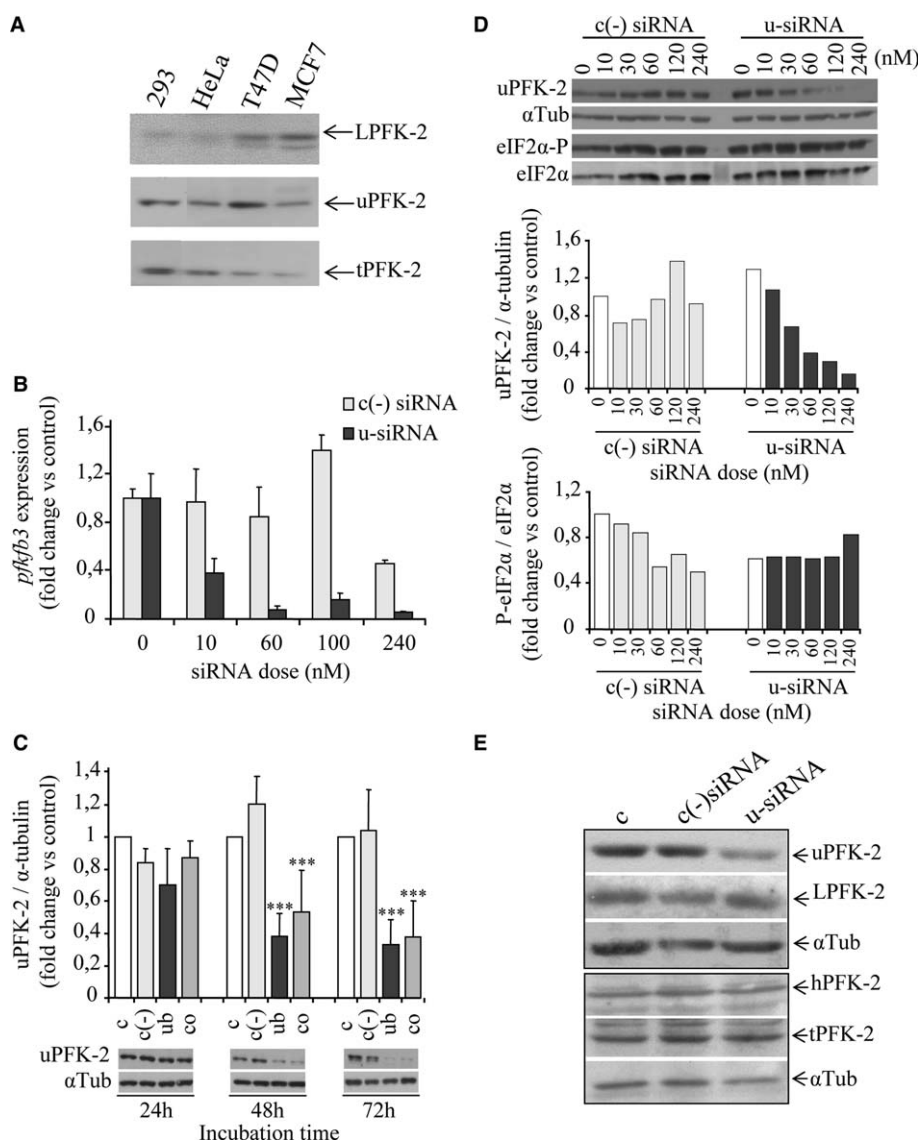 A
293 HeLa T47D MCF7
LPFK-2
uPFK-2
tPFK-2
B
pfkfb3 expression
(fold change vs control)
1,6
1,2
0,8
0,4
0
c(-) siRNA
u-siRNA
0 10 60 100 240
siRNA dose (nM)
C
uPFK-2 / α-tubulin
(fold change vs control)
1,4
1,2
1
0,8
0,6
0,4
0,2
0
*** *** *** ***
c c(-) ub co c c(-) ub co c c(-) ub co
uPFK-2
αTub
24h 48h 72h
Incubation time
D
c(-) siRNA u-siRNA
0 10 30 60 120 240 0 10 30 60 120 240 (nM)
uPFK-2
αTub
eIF2α-P
eIF2α
uPFK-2 / α-tubulin
(fold change vs control)
1,6
1,2
0,8
0,4
0
0 10 30 60 120 240 0 10 30 60 120 240
c(-) siRNA u-siRNA
siRNA dose (nM)
P-eIF2α / eIF2α
(fold change vs control)
1,2
0,8
0,4
0
0 10 30 60 120 240 0 10 30 60 120 240
c(-) siRNA u-siRNA
siRNA dose (nM)
E
c c(-)siRNA u-siRNA
uPFK-2
LPFK-2
αTub
hPFK-2
tPFK-2
αTub